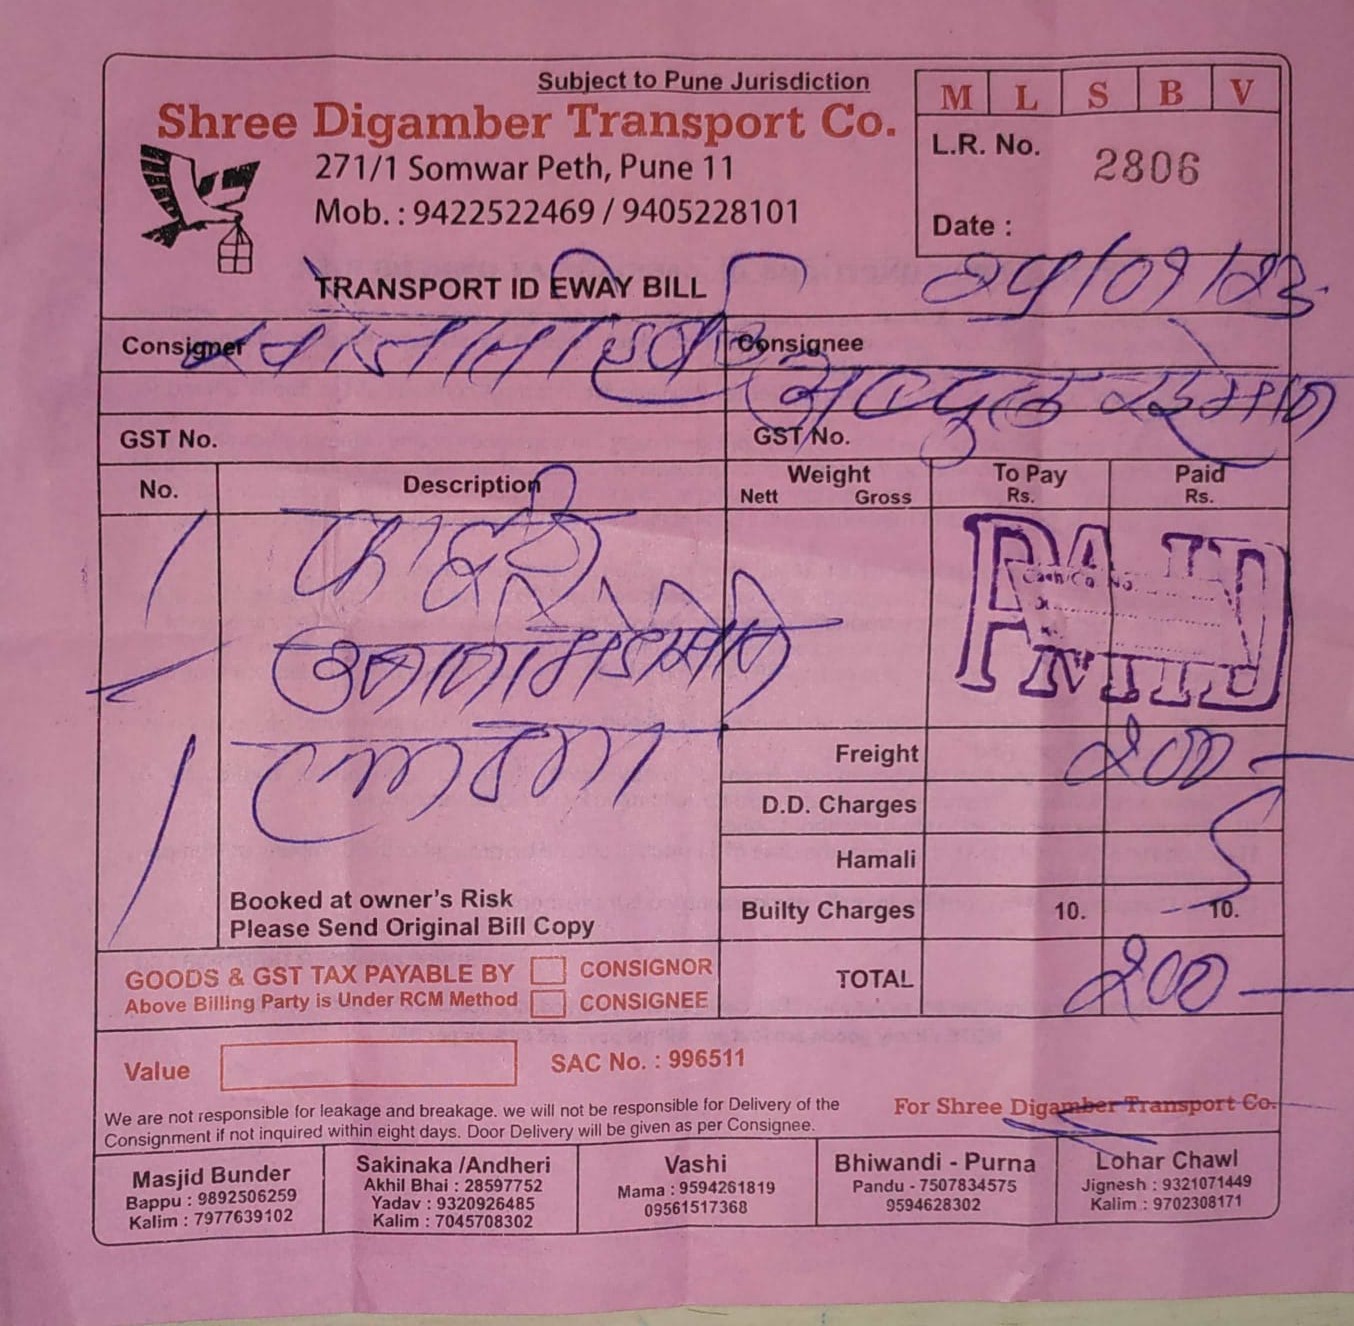 Subject to Pune Jurisdiction
Shree Digamber Transport Co.
271/1 Somwar Peth, Pune 11
Mob. : 9422522469 / 9405228101
M L S B V
L.R. No. 2806
Date :
TRANSPORT ID EWAY BILL
Consigner
Consignee
GST No.
GST No.
No. Description Weight To Pay Paid
Nett Gross Rs. Rs.
PAID
Freight २००
D.D. Charges
Hamali
Builty Charges 10. 10.
Booked at owner's Risk
Please Send Original Bill Copy
GOODS & GST TAX PAYABLE BY CONSIGNOR
Above Billing Party is Under RCM Method CONSIGNEE
TOTAL २००
Value SAC No. : 996511
We are not responsible for leakage and breakage. we will not be responsible for Delivery of the
Consignment if not inquired within eight days. Door Delivery will be given as per Consignee.
For Shree Digamber Transport Co.
Masjid Bunder
Bappu : 9892506259
Kalim : 7977639102
Sakinaka /Andheri
Akhil Bhai : 28597752
Yadav : 9320926485
Kalim : 7045708302
Vashi
Mama : 9594261819
09561517368
Bhiwandi - Purna
Pandu - 7507834575
9594628302
Lohar Chawl
Jignesh : 9321071449
Kalim : 9702308171